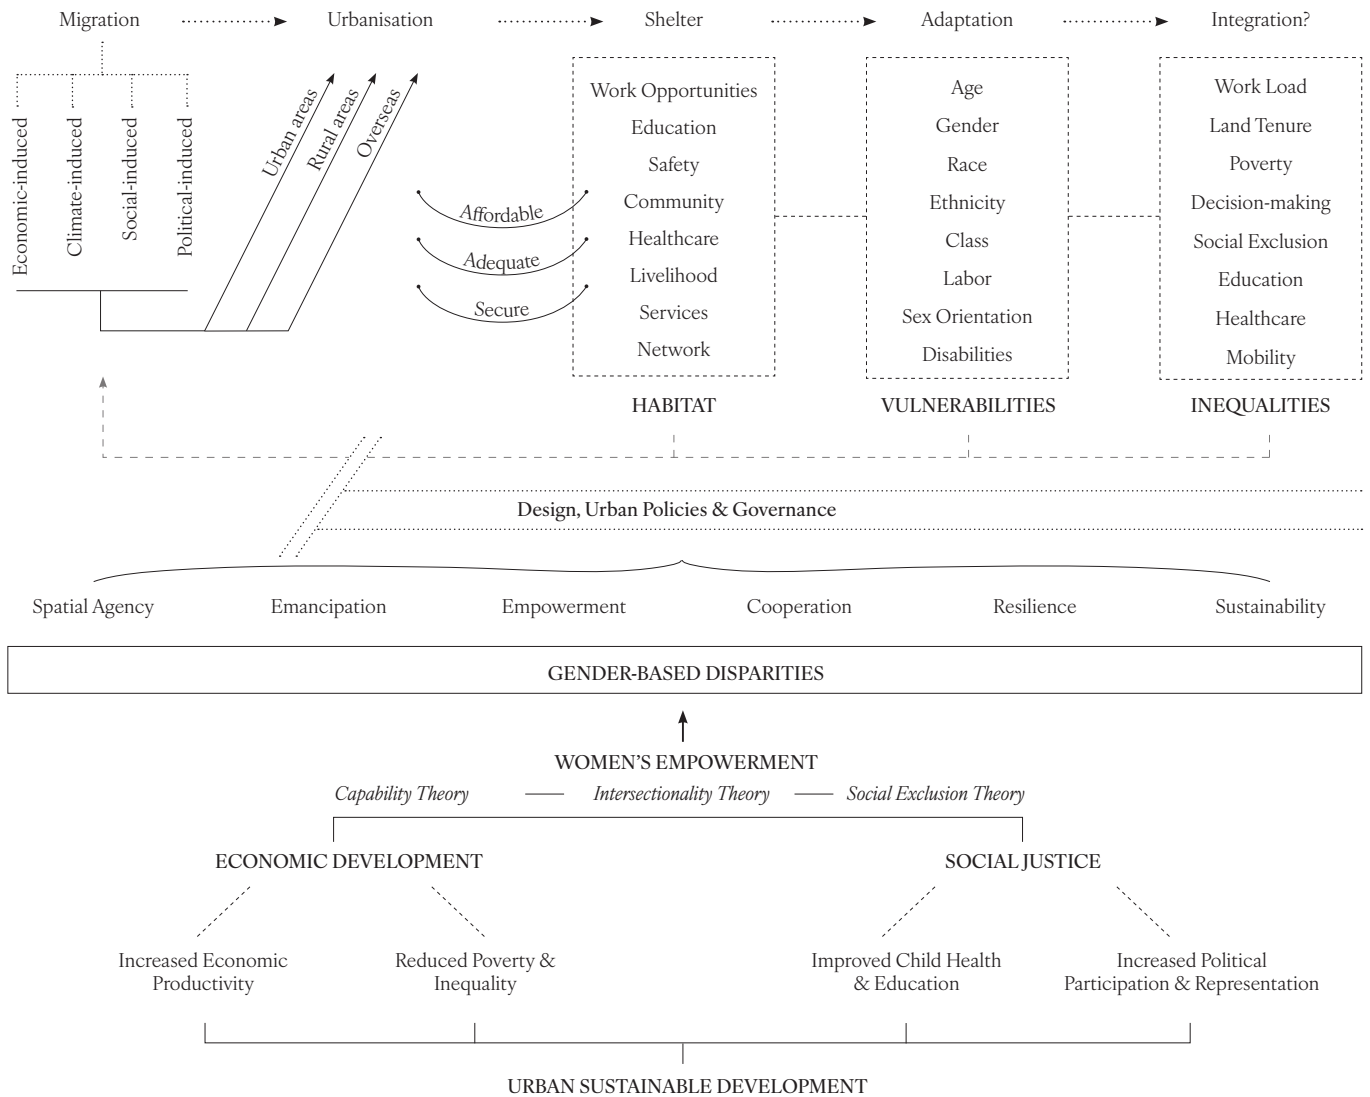 Migration
Urbanisation
Shelter
Adaptation
Integration?
Economic-induced
Climate-induced
Social-induced
Political-induced
Urban areas
Rural areas
Overseas
Affordable
Adequate
Secure
Work Opportunities
Education
Safety
Community
Healthcare
Livelihood
Services
Network
HABITAT
Age
Gender
Race
Ethnicity
Class
Labor
Sex Orientation
Disabilities
VULNERABILITIES
Work Load
Land Tenure
Poverty
Decision-making
Social Exclusion
Education
Healthcare
Mobility
INEQUALITIES
Design, Urban Policies & Governance
Spatial Agency
Emancipation
Empowerment
Cooperation
Resilience
Sustainability
GENDER-BASED DISPARITIES
WOMEN'S EMPOWERMENT
Capability Theory
Intersectionality Theory
Social Exclusion Theory
ECONOMIC DEVELOPMENT
SOCIAL JUSTICE
Increased Economic
Productivity
Reduced Poverty &
Inequality
Improved Child Health
& Education
Increased Political
Participation & Representation
URBAN SUSTAINABLE DEVELOPMENT